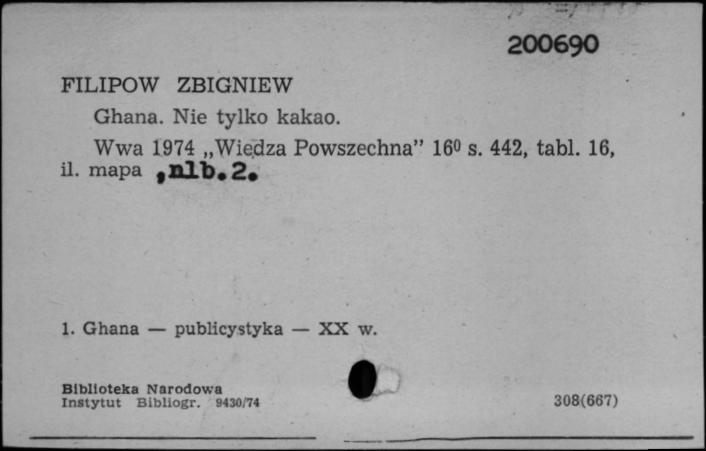 200690
FILIPOW ZBIGNIEW
Ghana. Nie tylko kakao.
Wwa 1974 „Wiedza Powszechna” 16⁰ s. 442, tabl. 16,
il. mapa ,nlb.2.
1. Ghana — publicystyka — XX w.
Biblioteka Narodowa
Instytut Bibliogr. 9430/74
308(667)